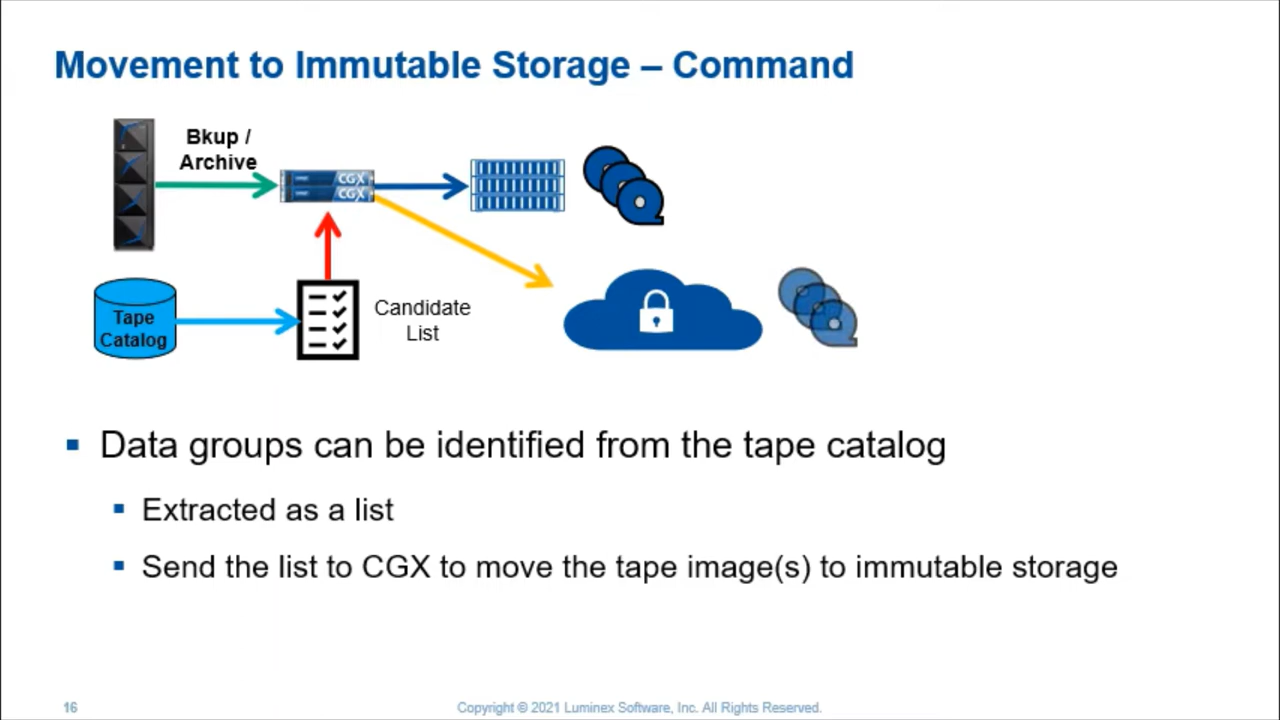 Movement to Immutable Storage – Command
Bkup /
Archive
CGX
CGX
Tape
Catalog
Candidate
List
Data groups can be identified from the tape catalog
Extracted as a list
Send the list to CGX to move the tape image(s) to immutable storage
16
Copyright © 2021 Luminex Software, Inc. All Rights Reserved.